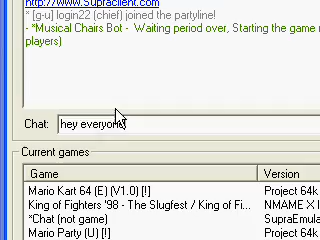 http://www.Supraclient.com
* [g-u] login22 (chief) joined the partyline!
- *Musical Chairs Bot - Waiting period over, Starting the game
players)
Chat: hey everyone
Current games
Game Version
Mario Kart 64 (E) (V1.0) [!] Project 64k
King of Fighters '98 - The Slugfest / King of Fi... NMAME X
*Chat (not game) SupraEmula
Mario Party (U) [!] Project 64k